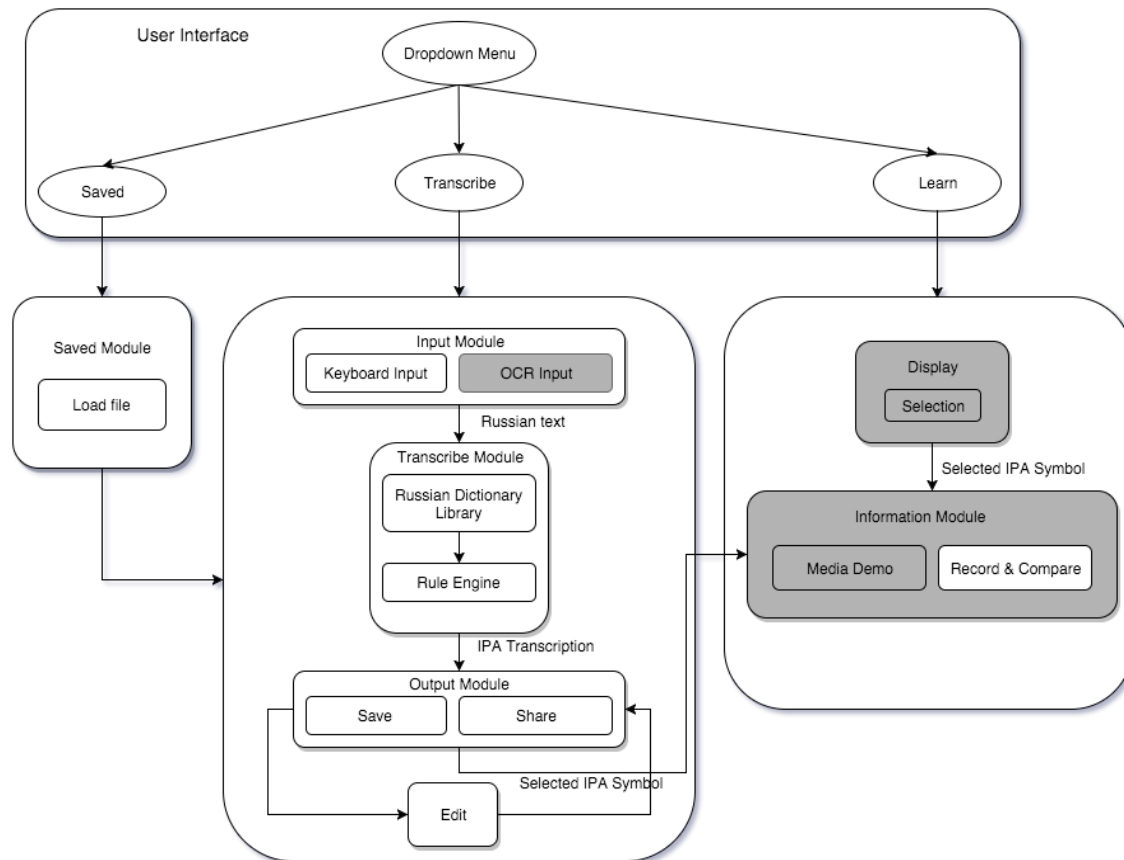 User Interface
Dropdown Menu
Saved
Transcribe
Learn
Saved Module
Load file
Input Module
Keyboard Input
OCR Input
Russian text
Transcribe Module
Russian Dictionary
Library
Rule Engine
IPA Transcription
Output Module
Save
Share
Selected IPA Symbol
Edit
Display
Selection
Selected IPA Symbol
Information Module
Media Demo
Record & Compare